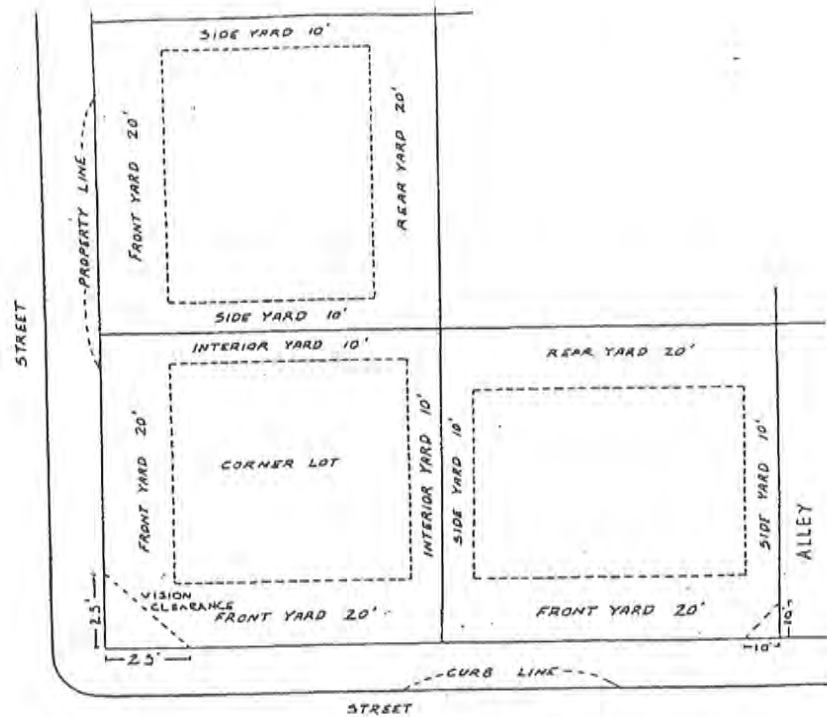 SIDE YARD 10'
FRONT YARD 20'
REAR YARD 20'
PROPERTY LINE
SIDE YARD 10'
STREET
INTERIOR YARD 10'
REAR YARD 20'
FRONT YARD 20'
CORNER LOT
INTERIOR YARD 10'
SIDE YARD 10'
SIDE YARD 10'
ALLEY
VISION
CLEARANCE
25'
FRONT YARD 20'
FRONT YARD 20'
10'
25'
10'
CURB LINE
STREET